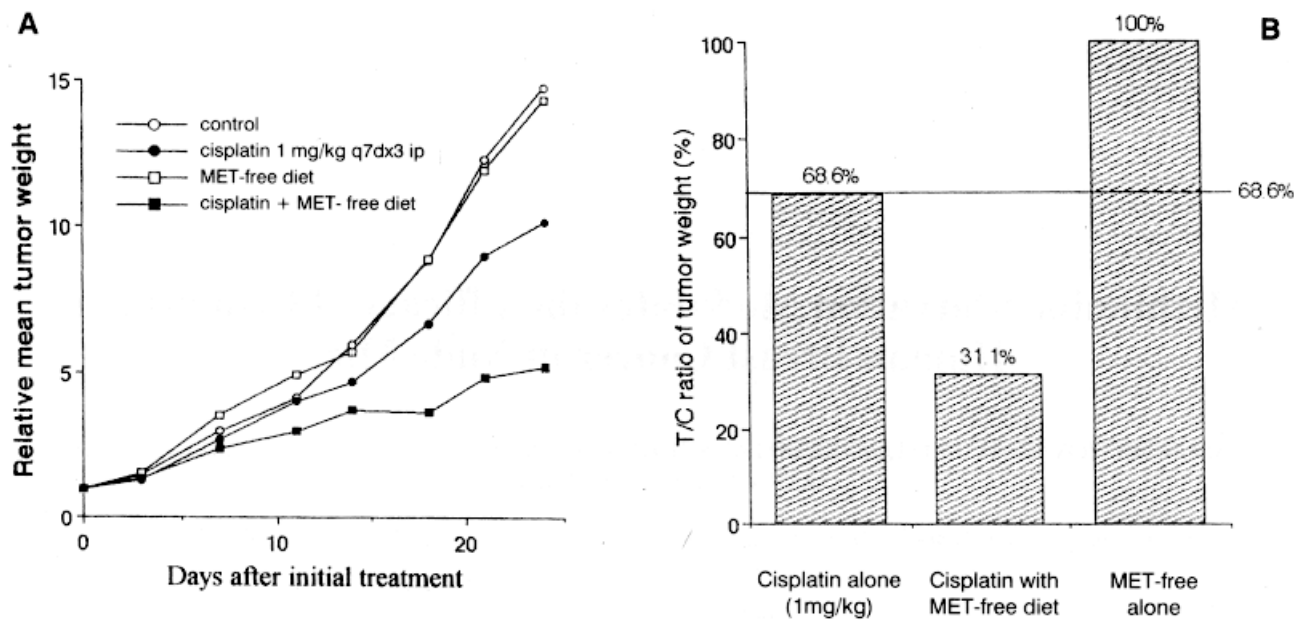 A
Relative mean tumor weight
15
10
5
0
control
cisplatin 1 mg/kg q7dx3 ip
MET-free diet
cisplatin + MET- free diet
0
10
20
Days after initial treatment
B
T/C ratio of tumor weight (%)
100
80
60
40
20
0
68.6%
31.1%
100%
68.6%
Cisplatin alone
(1mg/kg)
Cisplatin with
MET-free diet
MET-free
alone